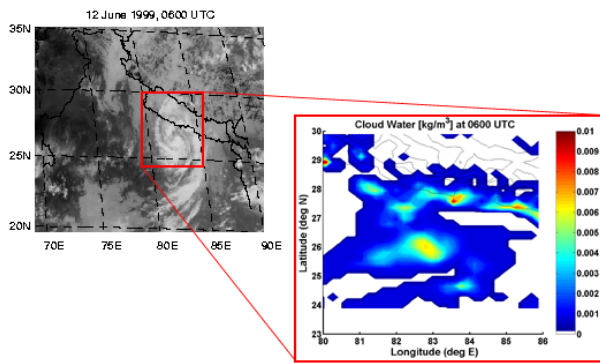 12 June 1999, 0600 UTC
35N
30N
25N
20N
70E 75E 80E 85E 90E
Cloud Water [kg/m³] at 0600 UTC
Latitude (deg N)
30
29
28
27
26
25
24
23
80 81 82 83 84 85 86
Longitude (deg E)
0.01
0.009
0.008
0.007
0.006
0.005
0.004
0.003
0.002
0.001
0